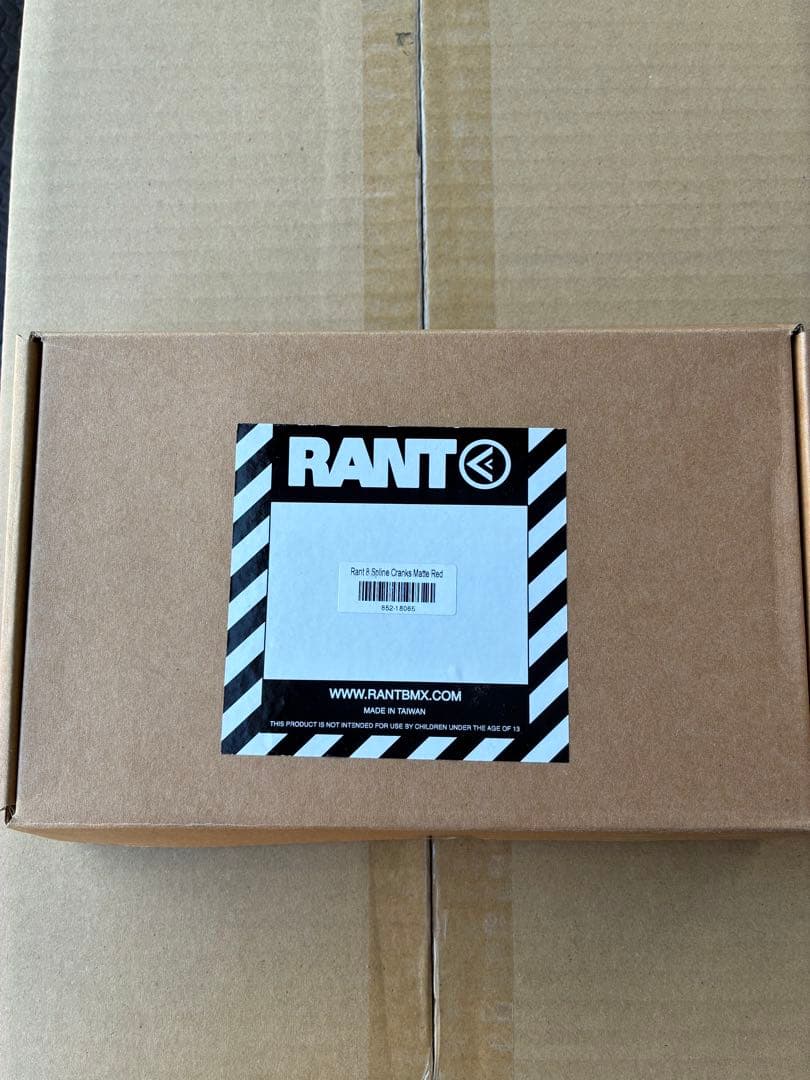 RANT
Rant 8 Spline Cranks Matte Red
852-18065
WWW.RANTBMX.COM
MADE IN TAIWAN
THIS PRODUCT IS NOT INTENDED FOR USE BY CHILDREN UNDER THE AGE OF 13